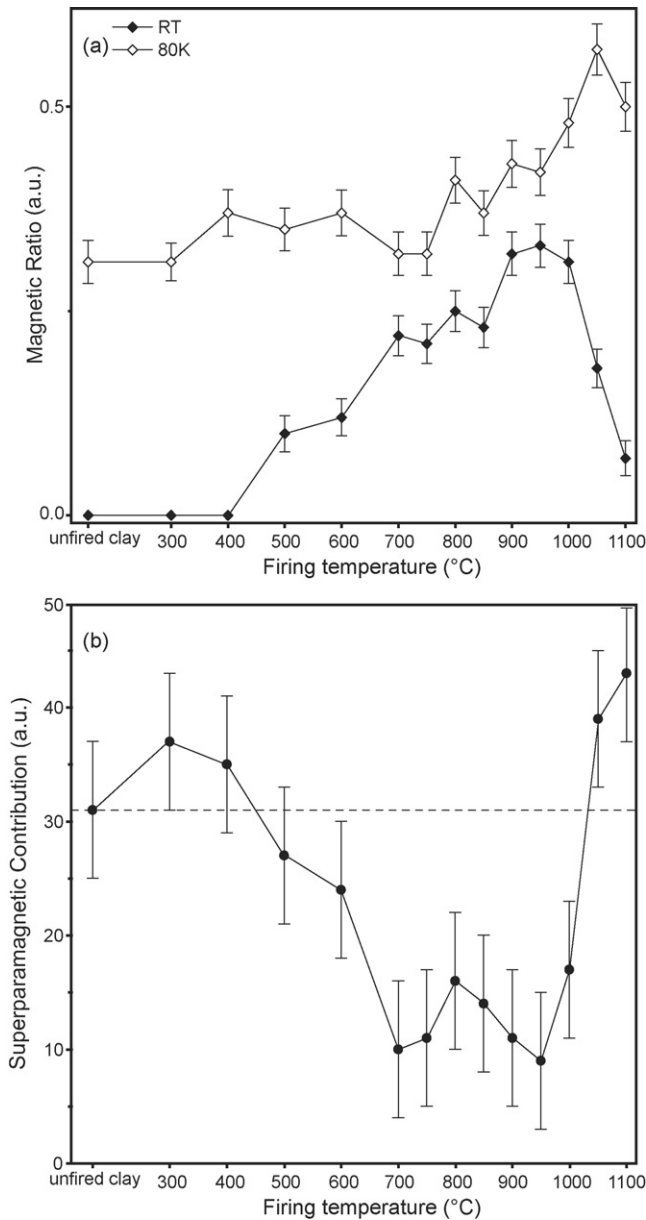 (a)
RT
80K
0.5
Magnetic Ratio (a.u.)
0.0
unfired clay 300 400 500 600 700 800 900 1000 1100
Firing temperature (°C)
50
(b)
40
Superparamagnetic Contribution (a.u.)
30
20
10
0
unfired clay 300 400 500 600 700 800 900 1000 1100
Firing temperature (°C)